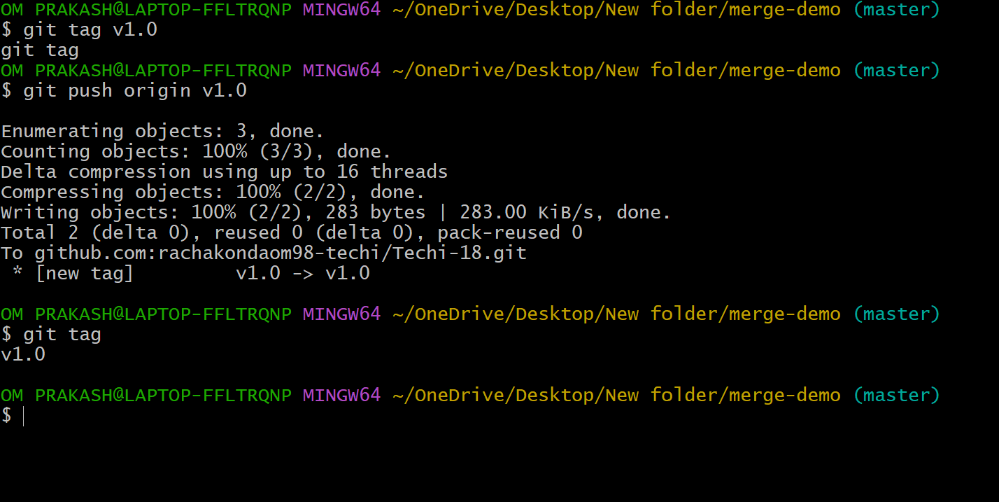 OM PRAKASH@LAPTOP-FFLTRQNP MINGW64 ~/OneDrive/Desktop/New folder/merge-demo (master)
$ git tag v1.0
git tag
OM PRAKASH@LAPTOP-FFLTRQNP MINGW64 ~/OneDrive/Desktop/New folder/merge-demo (master)
$ git push origin v1.0
Enumerating objects: 3, done.
Counting objects: 100% (3/3), done.
Delta compression using up to 16 threads
Compressing objects: 100% (2/2), done.
Writing objects: 100% (2/2), 283 bytes | 283.00 KiB/s, done.
Total 2 (delta 0), reused 0 (delta 0), pack-reused 0
To github.com:rachakondaom98-techi/Techi-18.git
 * [new tag]         v1.0 -> v1.0
OM PRAKASH@LAPTOP-FFLTRQNP MINGW64 ~/OneDrive/Desktop/New folder/merge-demo (master)
$ git tag
v1.0
OM PRAKASH@LAPTOP-FFLTRQNP MINGW64 ~/OneDrive/Desktop/New folder/merge-demo (master)
$